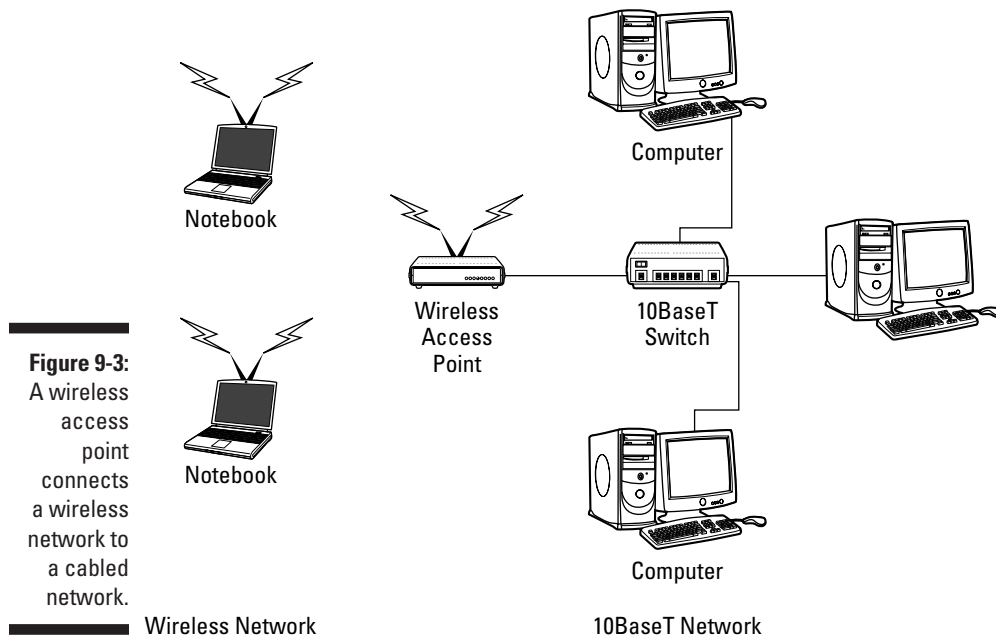 Computer
Notebook
Wireless
Access
Point
10BaseT
Switch
Figure 9-3:
A wireless
access
point
connects
a wireless
network to
a cabled
network.
Notebook
Computer
Wireless Network
10BaseT Network